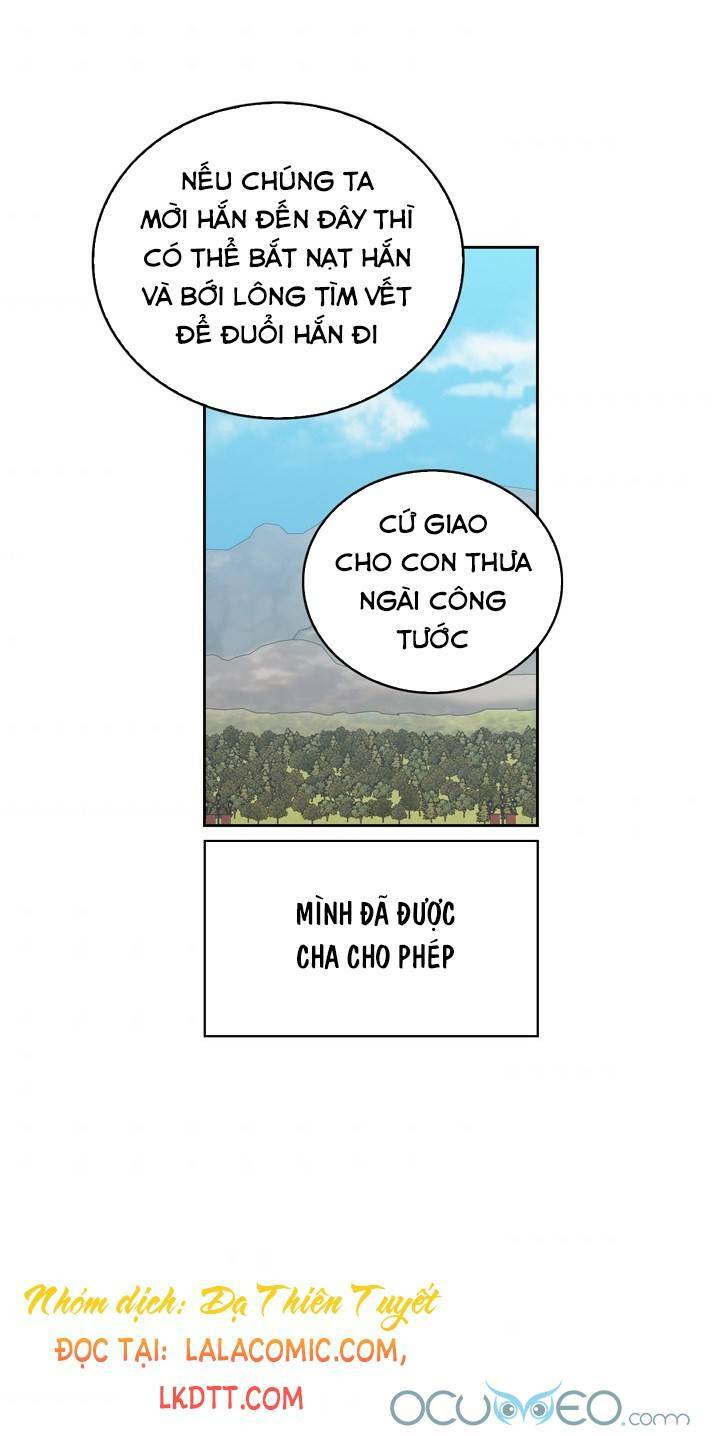 NẾU CHÚNG TA
MỜI HẮN ĐẾN ĐÂY THÌ
CÓ THỂ BẮT NẠT HẮN
VÀ BỚI LÔNG TÌM VẾT
ĐỂ ĐUỔI HẮN ĐI
CỨ GIAO
CHO CON THƯA
NGÀI CÔNG
TƯỚC
MÌNH ĐÃ ĐƯỢC
CHA CHO PHÉP
Nhóm dịch: Dạ Thiên Tuyết
ĐỌC TẠI: LALACOMIC.COM,
LKDTT.COM
OCUMEO.com